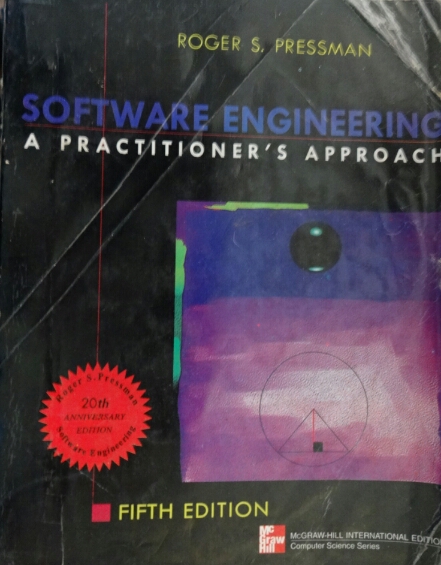 ROGER S. PRESSMAN
SOFTWARE ENGINEERING
A PRACTITIONER'S APPROACH
Roger S. Pressman
20th
ANNIVERSARY
EDITION
Software Engineering
FIFTH EDITION
Mc
Graw
Hill
McGRAW-HILL INTERNATIONAL EDITION
Computer Science Series